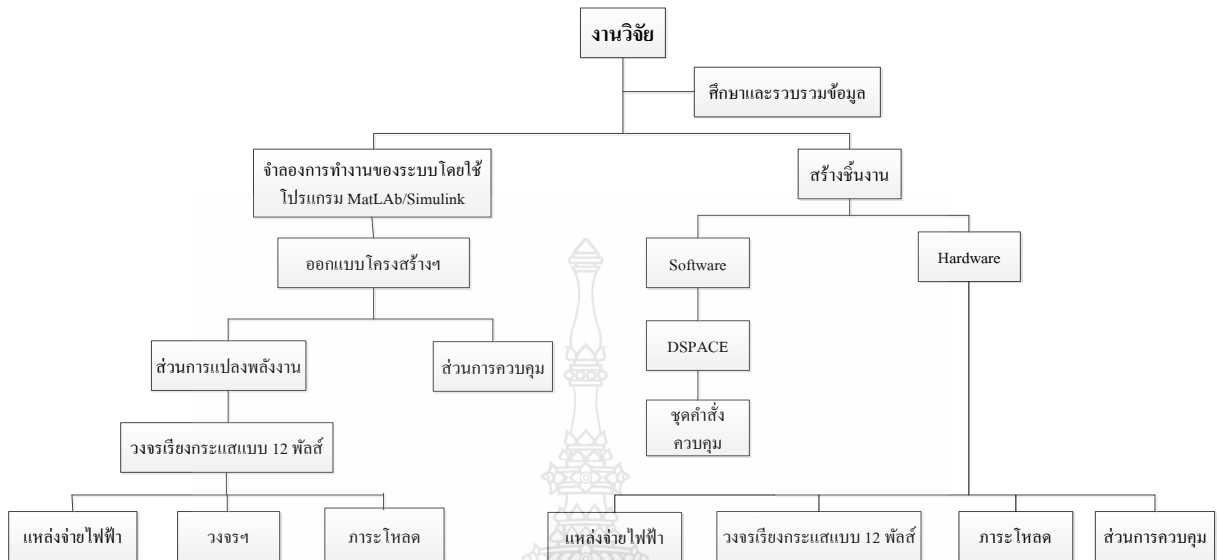 งานวิจัย
ศึกษาและรวบรวมข้อมูล
จำลองการทำงานของระบบโดยใช้
โปรแกรม MatLAb/Simulink
สร้างชิ้นงาน
ออกแบบโครงสร้างฯ
Software
Hardware
ส่วนการแปลงพลังงาน
ส่วนการควบคุม
DSPACE
ชุดคำสั่ง
ควบคุม
วงจรเรียงกระแสแบบ 12 พัลส์
แหล่งจ่ายไฟฟ้า
วงจรฯ
ภาระโหลด
แหล่งจ่ายไฟฟ้า
วงจรเรียงกระแสแบบ 12 พัลส์
ภาระโหลด
ส่วนการควบคุม